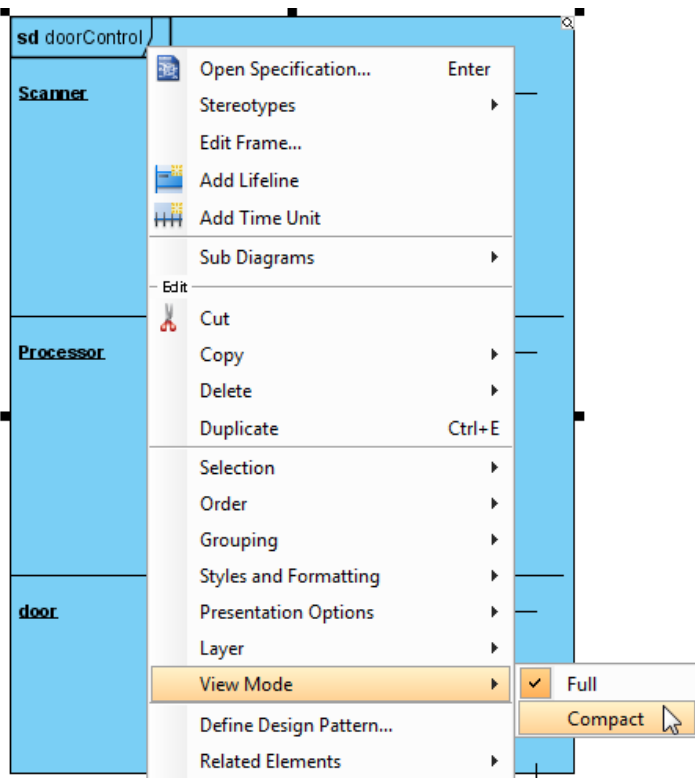 sd doorControl
Scanner
Open Specification... Enter
Stereotypes
Edit Frame...
Add Lifeline
Add Time Unit
Sub Diagrams
Edit
Cut
Processor
Copy
Delete
Duplicate Ctrl+E
Selection
Order
Grouping
Styles and Formatting
door
Presentation Options
Layer
View Mode
Full
Compact
Define Design Pattern...
Related Elements